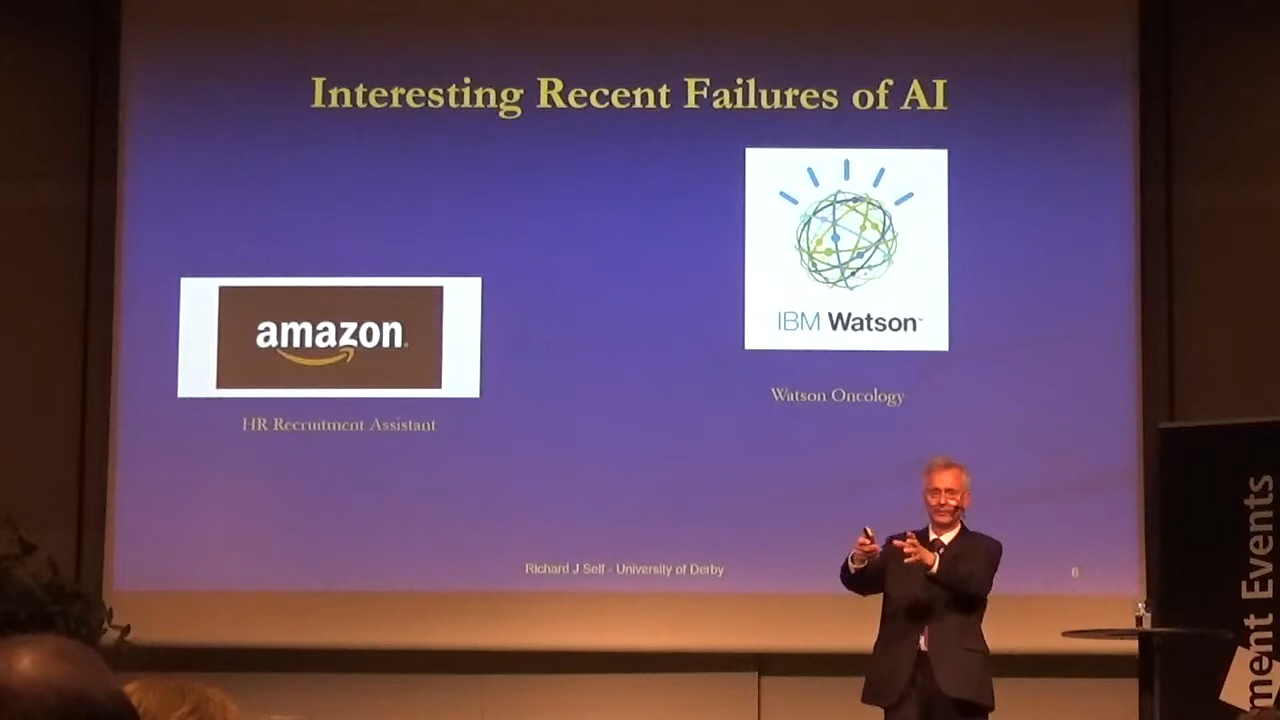 Interesting Recent Failures of AI
IBM Watson™
amazon
Watson Oncology
HR Recruitment Assistant
Richard J Self - University of Derby
6
ment Events